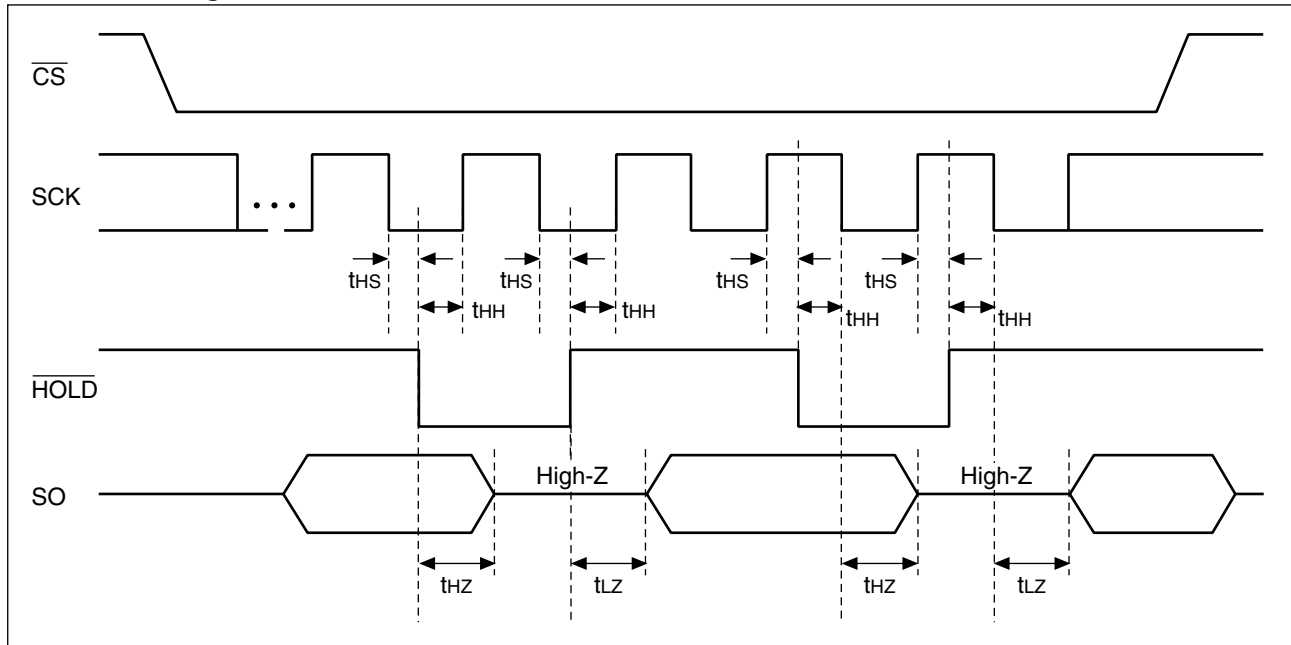 CS
SCK
• • •
tHS
tHS
tHS
tHS
tHH
tHH
tHH
tHH
HOLD
High-Z
High-Z
SO
tHZ
tLZ
tHZ
tLZ